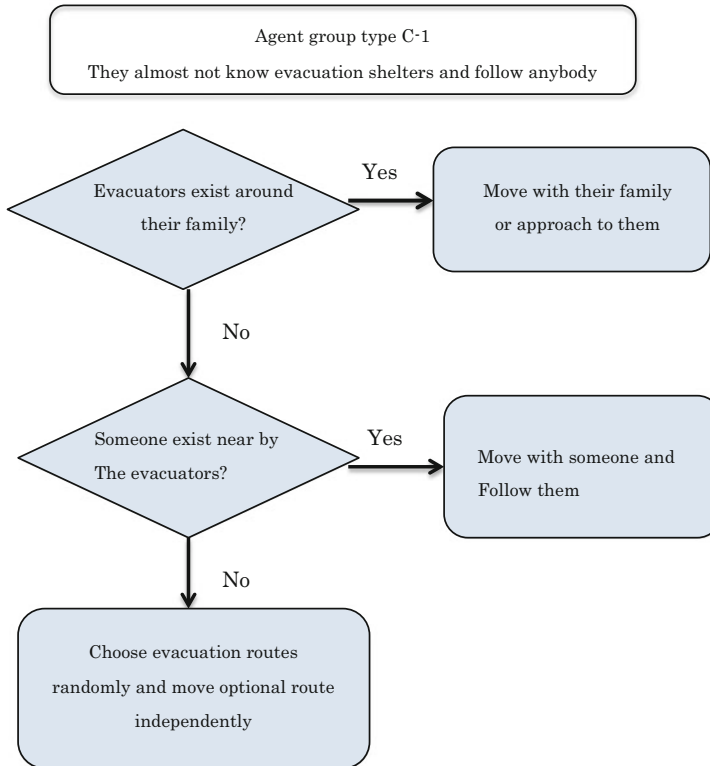 Agent group type C-1
They almost not know evacuation shelters and follow anybody
Evacuators exist around
their family?
Yes
Move with their family
or approach to them
No
Someone exist near by
The evacuators?
Yes
Move with someone and
Follow them
No
Choose evacuation routes
randomly and move optional route
independently